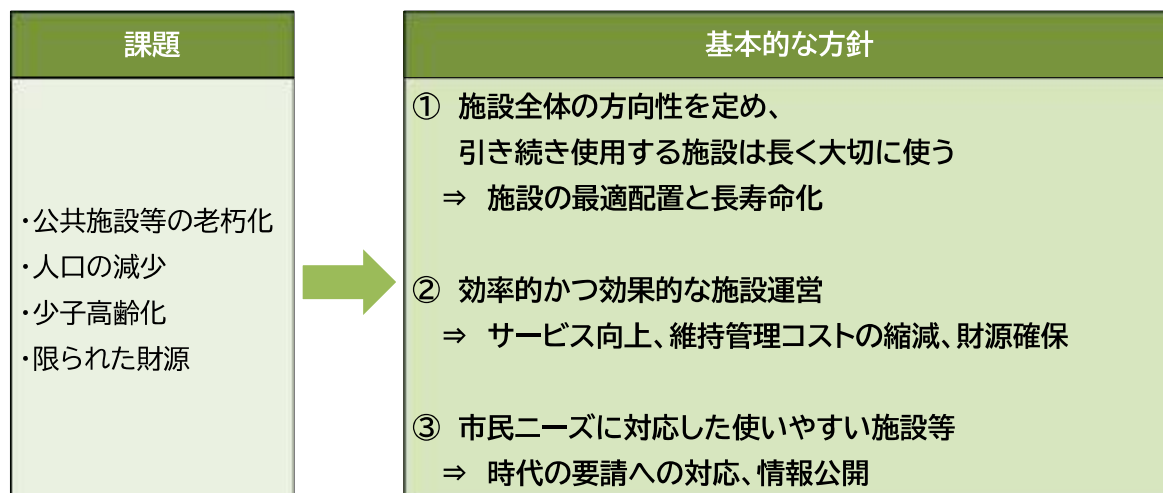 課題
・公共施設等の老朽化
・人口の減少
・少子高齢化
・限られた財源
基本的な方針
① 施設全体の方向性を定め、
引き続き使用する施設は長く大切に使う
⇒ 施設の最適配置と長寿命化
② 効率的かつ効果的な施設運営
⇒ サービス向上、維持管理コストの縮減、財源確保
③ 市民ニーズに対応した使いやすい施設等
⇒ 時代の要請への対応、情報公開